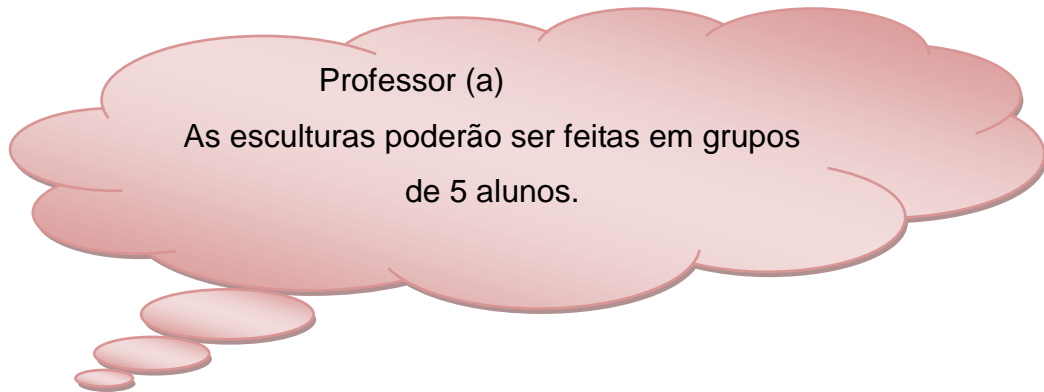 Professor (a)
As esculturas poderão ser feitas em grupos
de 5 alunos.